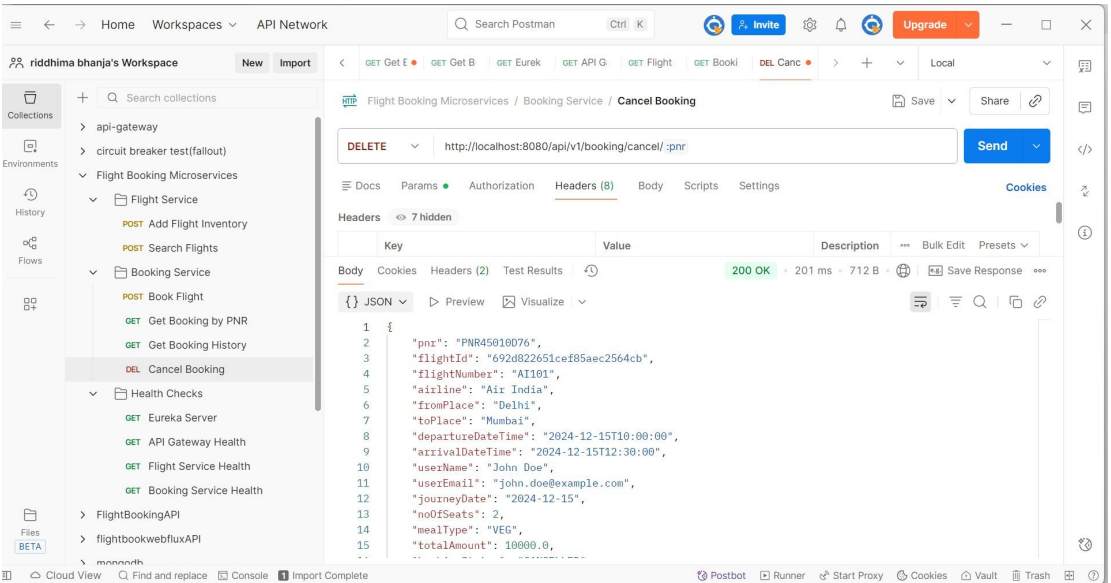 Home Workspaces API Network Search Postman Ctrl K Invite Upgrade
riddhima bhanja's Workspace New Import
GET Get E GET Get B GET Eurek GET API G GET Flight GET Booki DEL Canc Local
Collections
Environments
History
Flows
Files
BETA
Search collections
api-gateway
circuit breaker test(fallout)
Flight Booking Microservices
Flight Service
POST Add Flight Inventory
POST Search Flights
Booking Service
POST Book Flight
GET Get Booking by PNR
GET Get Booking History
DEL Cancel Booking
Health Checks
GET Eureka Server
GET API Gateway Health
GET Flight Service Health
GET Booking Service Health
FlightBookingAPI
flightbookwebfluxAPI
mongodb
HTTP Flight Booking Microservices / Booking Service / Cancel Booking Save Share
DELETE http://localhost:8080/api/v1/booking/cancel/ :pnr Send
Docs Params Authorization Headers (8) Body Scripts Settings Cookies
Headers 7 hidden
Key Value Description Bulk Edit Presets
Body Cookies Headers (2) Test Results 200 OK 201 ms 712 B Save Response
{} JSON Preview Visualize
1 {
2 "pnr": "PNR45010D76",
3 "flightId": "692d822651cef85aec2564cb",
4 "flightNumber": "AI101",
5 "airline": "Air India",
6 "fromPlace": "Delhi",
7 "toPlace": "Mumbai",
8 "departureDateTime": "2024-12-15T10:00:00",
9 "arrivalDateTime": "2024-12-15T12:30:00",
10 "userName": "John Doe",
11 "userEmail": "john.doe@example.com",
12 "journeyDate": "2024-12-15",
13 "noOfSeats": 2,
14 "mealType": "VEG",
15 "totalAmount": 10000.0,
Cloud View Find and replace Console Import Complete Postbot Runner Start Proxy Cookies Vault Trash